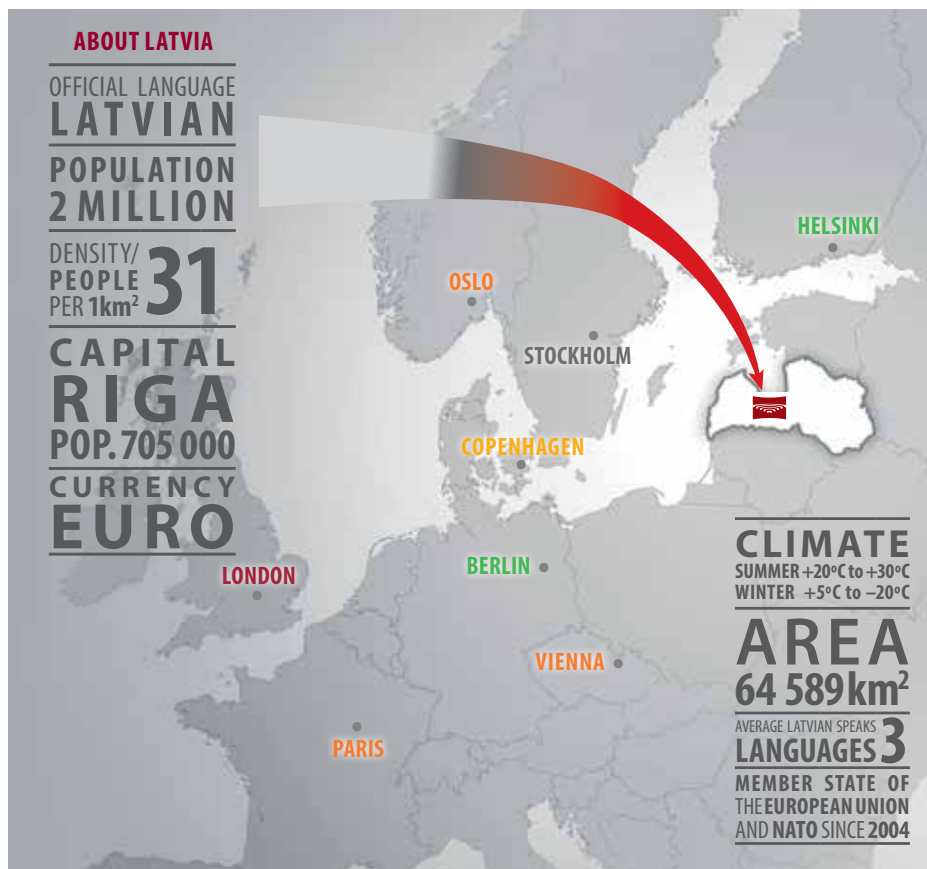 ABOUT LATVIA
OFFICIAL LANGUAGE
LATVIAN
POPULATION
2 MILLION
DENSITY/
PEOPLE
PER 1km²
31
CAPITAL
RIGA
POP. 705 000
CURRENCY
EURO
HELSINKI
OSLO
STOCKHOLM
COPENHAGEN
BERLIN
LONDON
VIENNA
PARIS
CLIMATE
SUMMER +20ºC to +30ºC
WINTER +5ºC to –20ºC
AREA
64 589 km²
AVERAGE LATVIAN SPEAKS
LANGUAGES 3
MEMBER STATE OF
THE EUROPEAN UNION
AND NATO SINCE 2004